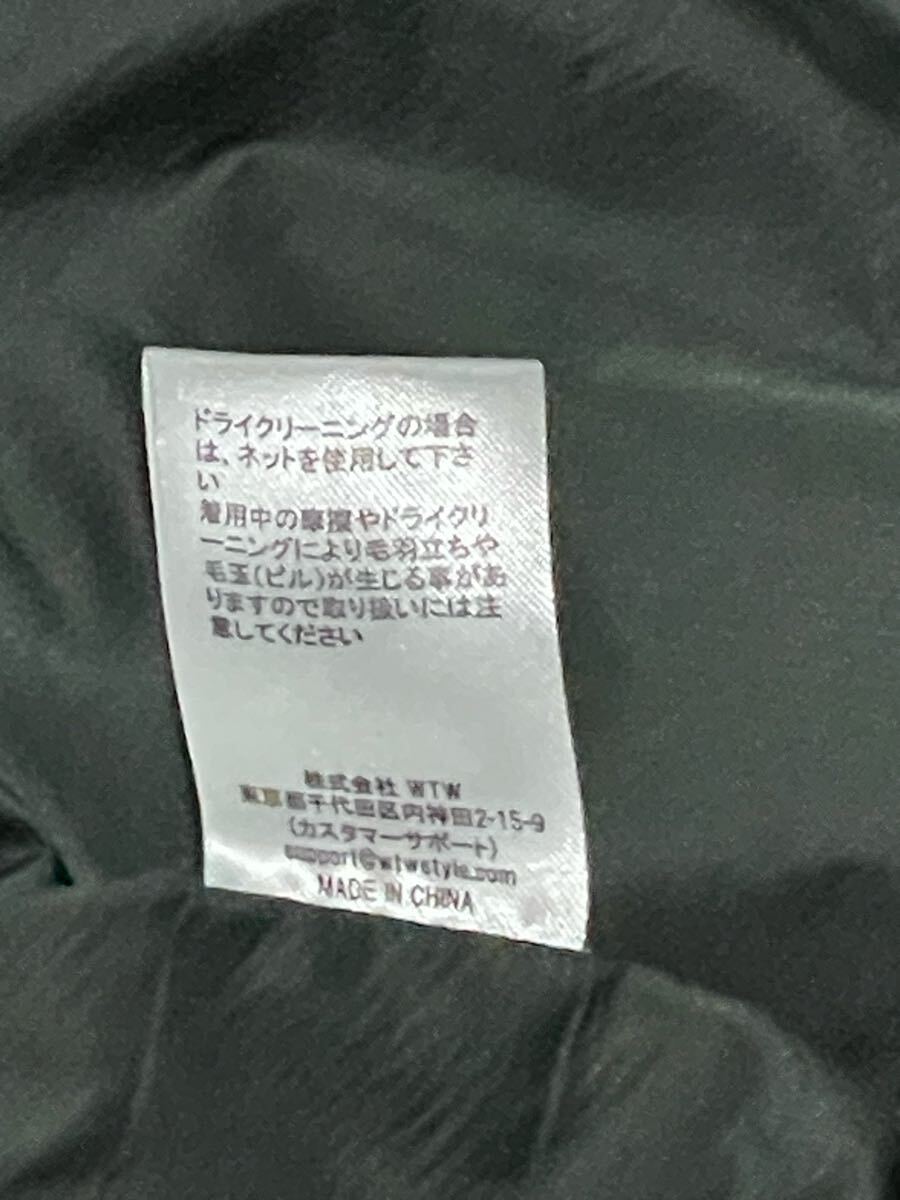 ドライクリーニングの場合
は、ネットを使用して下さ
い
着用中の摩擦やドライクリ
ーニングにより毛羽立ちや
毛玉(ピル)が生じる事があ
りますので取り扱いには注
意してください
株式会社 WTW
東京都千代田区内神田2-15-9
(カスタマーサポート)
support@wtwstyle.com
MADE IN CHINA